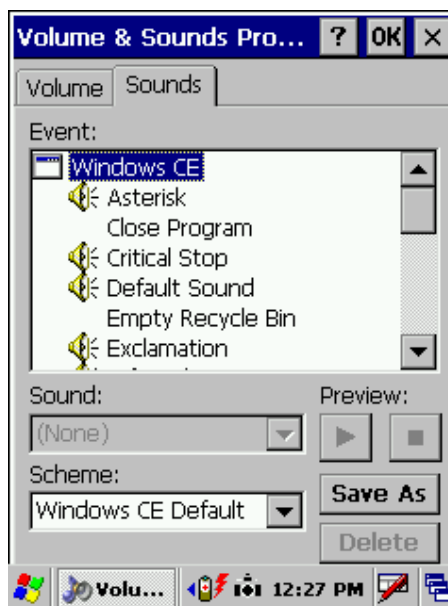 Volume & Sounds Pro... ? OK ×
Volume Sounds
Event:
Windows CE
Asterisk
Close Program
Critical Stop
Default Sound
Empty Recycle Bin
Exclamation
Sound:
Preview:
(None)
Scheme:
Save As
Windows CE Default
Delete
Volu... 12:27 PM